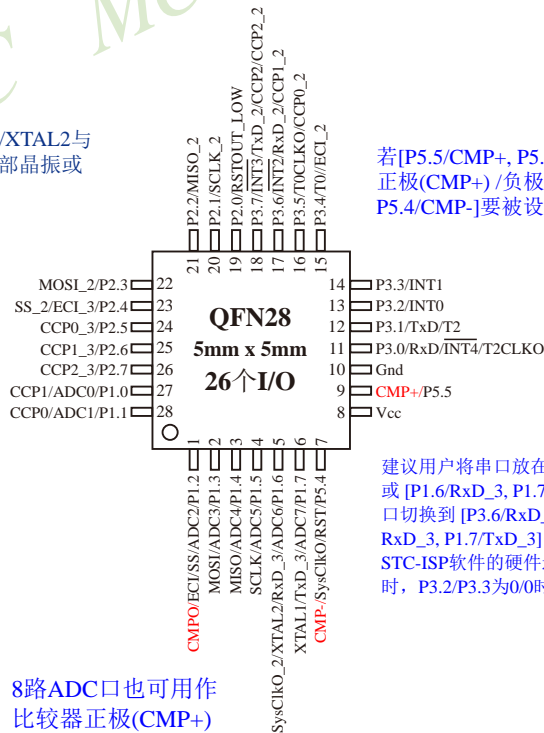 /XTAL2与
部晶振或
若[P5.5/CMP+, P5.
正极(CMP+) /负极
P5.4/CMP-]要被设
P2.2/MISO_2
P2.1/SCLK_2
P2.0/RSTOUT_LOW
P3.7/INT3/TxD_2/CCP2/CCP2_2
P3.6/INT2/RxD_2/CCP1_2
P3.5/T0CLKO/CCP0_2
P3.4/T0//ECI_2
21
20
19
18
17
16
15
MOSI_2/P2.3 22
SS_2/ECI_3/P2.4 23
CCP0_3/P2.5 24
CCP1_3/P2.6 25
CCP2_3/P2.7 26
CCP1/ADC0/P1.0 27
CCP0/ADC1/P1.1 28
QFN28
5mm x 5mm
26个I/O
14 P3.3/INT1
13 P3.2/INT0
12 P3.1/TxD/T2
11 P3.0/RxD/INT4/T2CLKO
10 Gnd
9 CMP+/P5.5
8 Vcc
1
2
3
4
5
6
7
CMPO/ECI/SS/ADC2/P1.2
MOSI/ADC3/P1.3
MISO/ADC4/P1.4
SCLK/ADC5/P1.5
SysClkO_2/XTAL2/RxD_3/ADC6/P1.6
XTAL1/TxD_3/ADC7/P1.7
CMP-/SysClkO/RST/P5.4
建议用户将串口放在
或 [P1.6/RxD_3, P1.7
口切换到 [P3.6/RxD_
RxD_3, P1.7/TxD_3]
STC-ISP软件的硬件
时，P3.2/P3.3为0/0时
8路ADC口也可用作
比较器正极(CMP+)